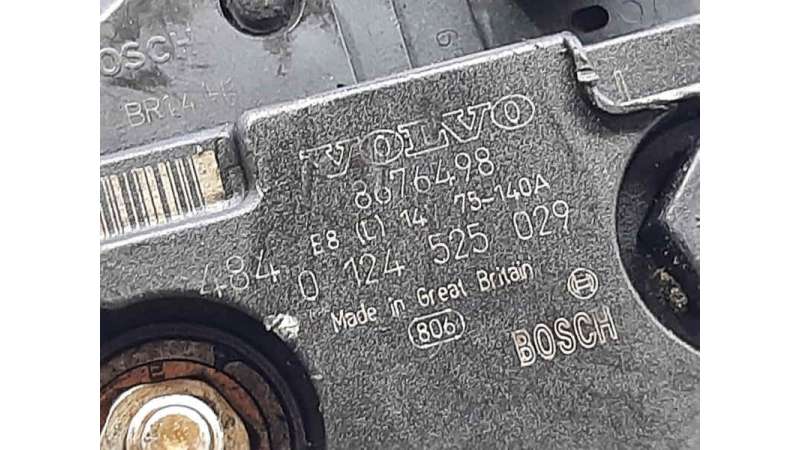 BOSCH
BR14
VOLVO
8676498
E8 (L) 14V 75-140A
484 0 124 525 029
Made in Great Britain
806
BOSCH